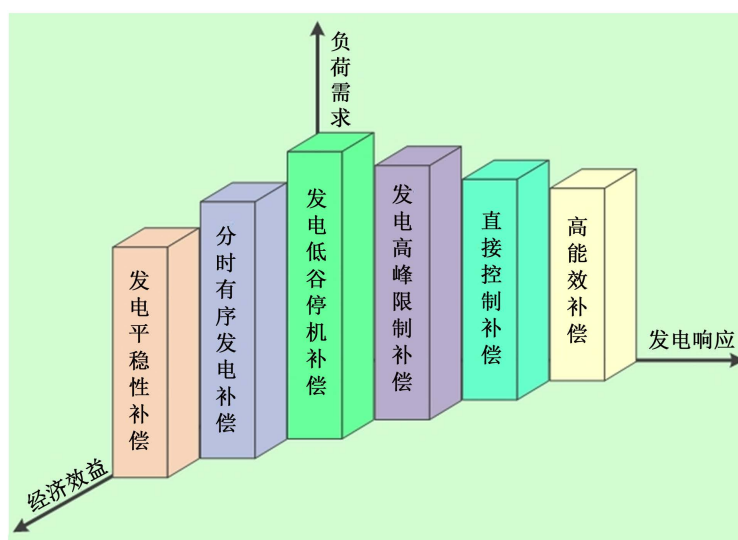 负荷需求
发电平稳性补偿
分时有序发电补偿
发电低谷停机补偿
发电高峰限制补偿
直接控制补偿
高能效补偿
发电响应
经济效益